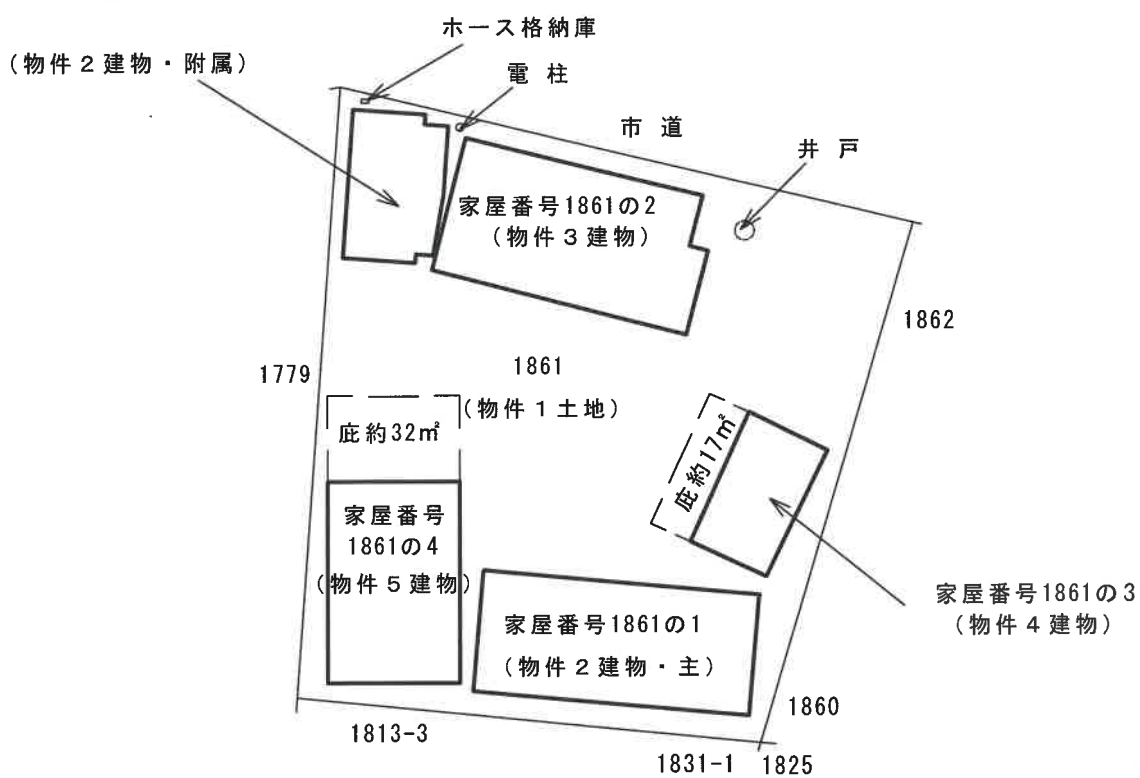 ホース格納庫
(物件2建物・附属)
電柱
市道
井戸
家屋番号1861の2
(物件3建物)
1862
1779
1861
(物件1土地)
庇約32㎡
庇約17㎡
家屋番号
1861の4
(物件5建物)
家屋番号1861の3
(物件4建物)
家屋番号1861の1
(物件2建物・主)
1860
1813-3
1831-1
1825